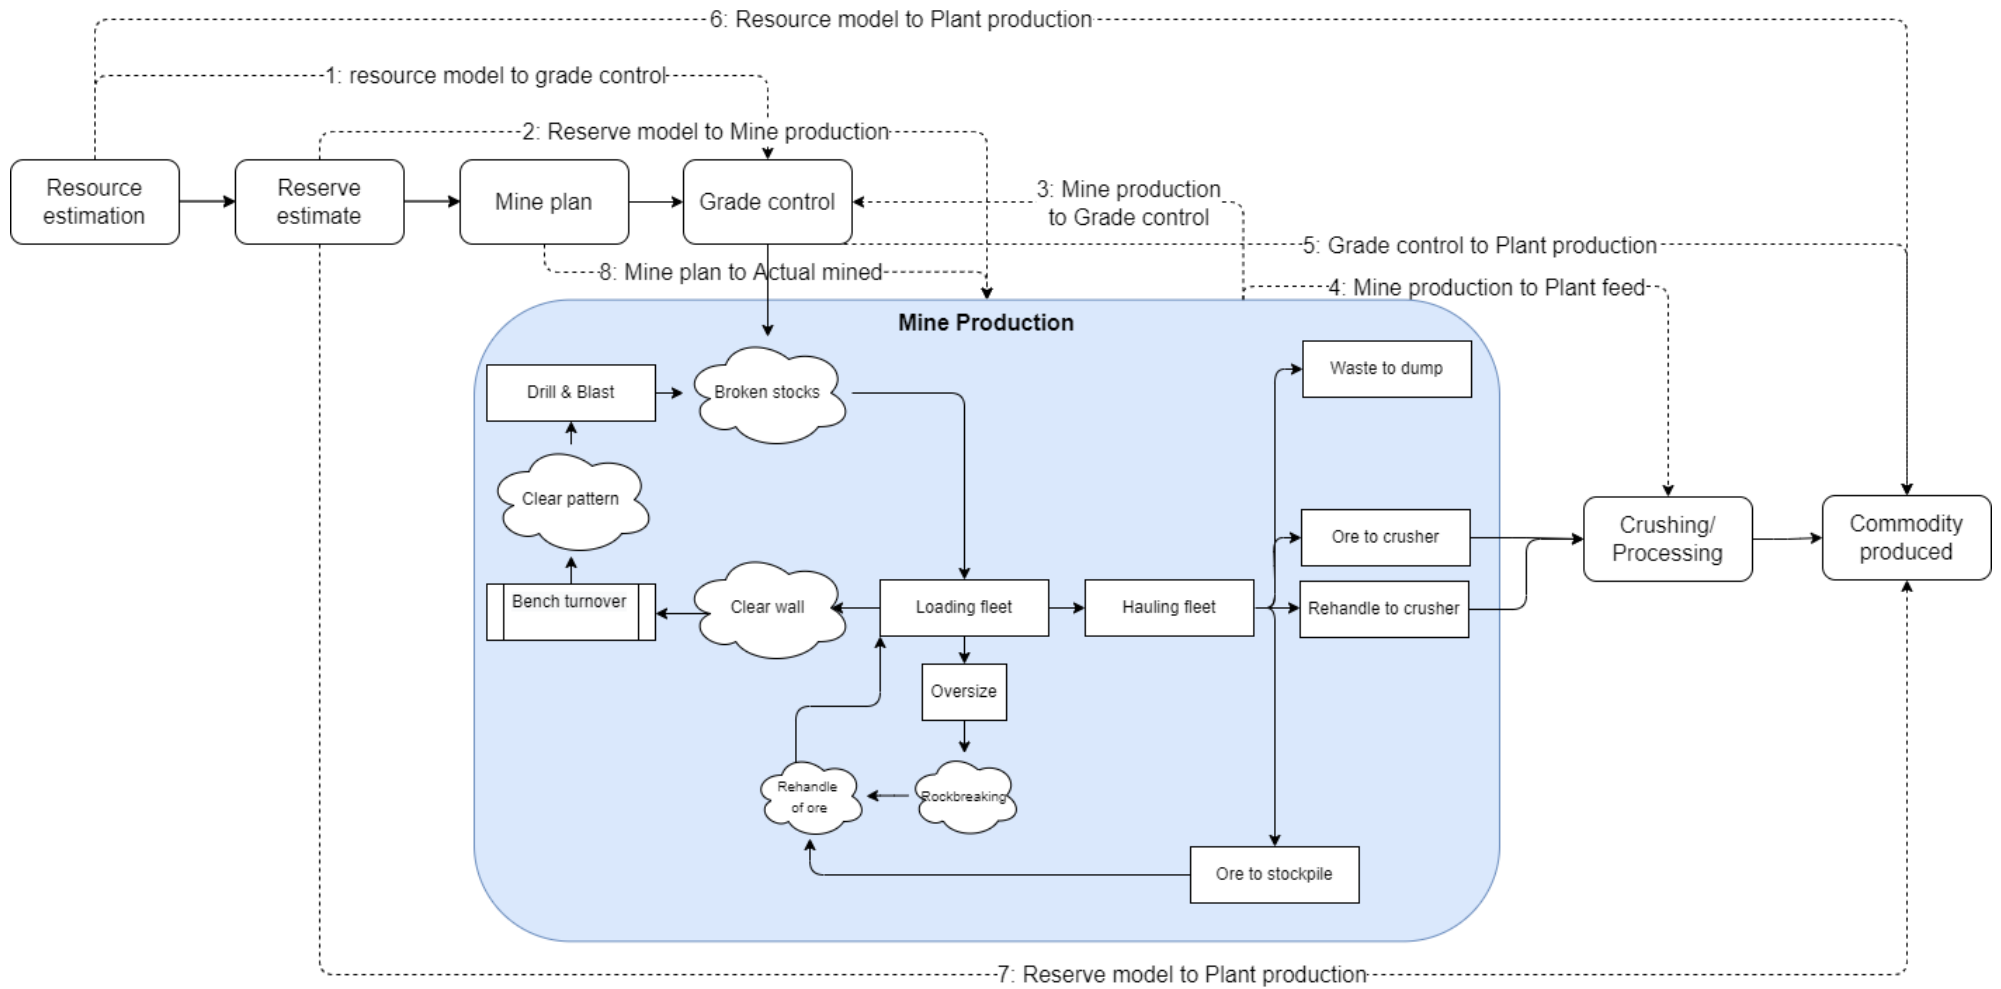 6: Resource model to Plant production
1: resource model to grade control
2: Reserve model to Mine production
Resource
estimation
Reserve
estimate
Mine plan
Grade control
3: Mine production
to Grade control
5: Grade control to Plant production
8: Mine plan to Actual mined
4: Mine production to Plant feed
Mine Production
Drill & Blast
Broken stocks
Waste to dump
Clear pattern
Ore to crusher
Crushing/
Processing
Commodity
produced
Bench turnover
Clear wall
Loading fleet
Hauling fleet
Rehandle to crusher
Oversize
Rehandle
of ore
Rockbreaking
Ore to stockpile
7: Reserve model to Plant production